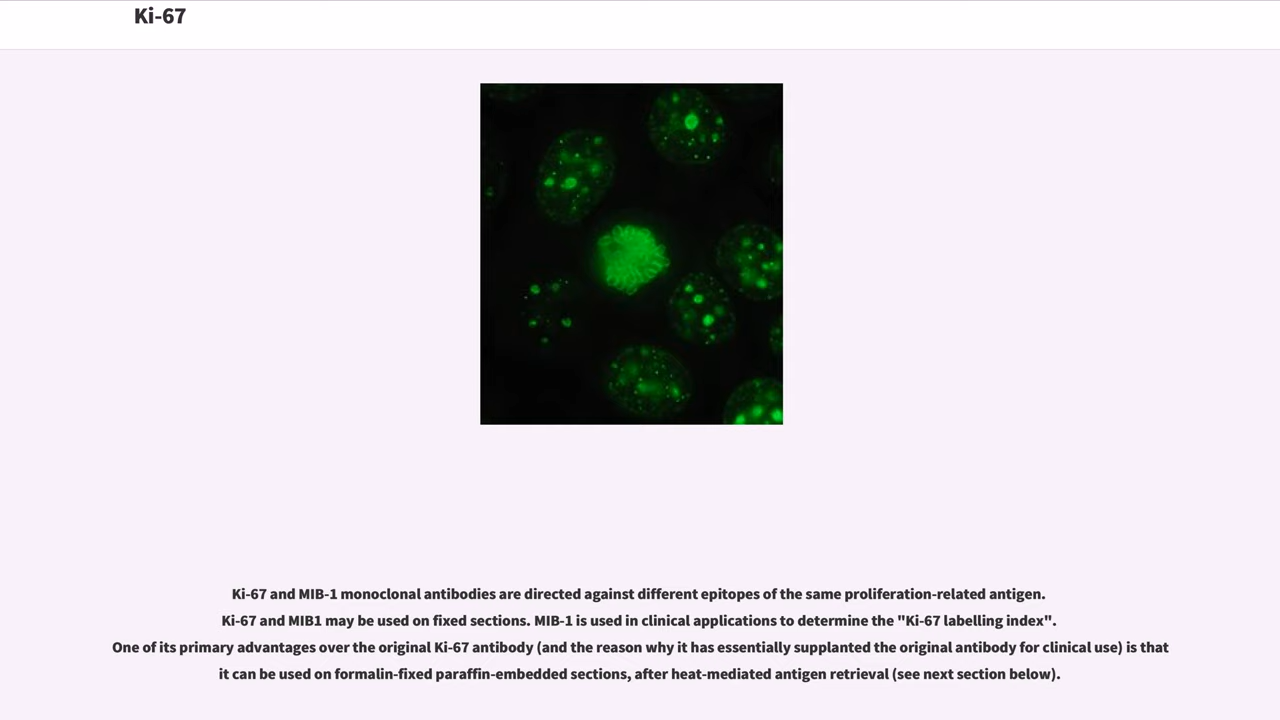 Ki-67
Ki-67 and MIB-1 monoclonal antibodies are directed against different epitopes of the same proliferation-related antigen.
Ki-67 and MIB1 may be used on fixed sections. MIB-1 is used in clinical applications to determine the "Ki-67 labelling index".
One of its primary advantages over the original Ki-67 antibody (and the reason why it has essentially supplanted the original antibody for clinical use) is that
it can be used on formalin-fixed paraffin-embedded sections, after heat-mediated antigen retrieval (see next section below).